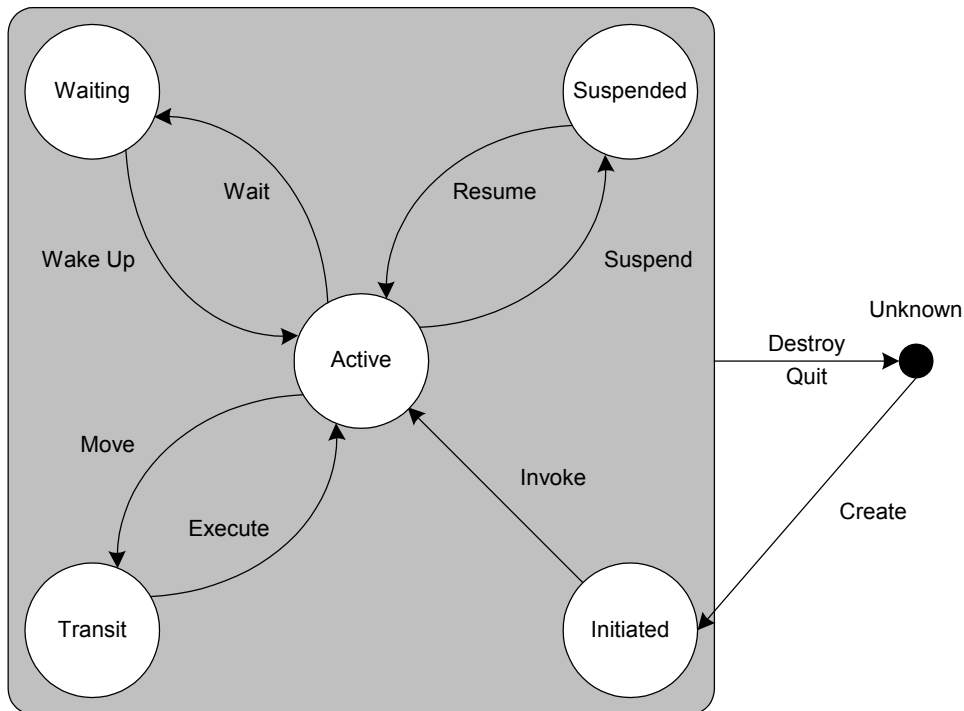 Waiting
Suspended
Wait
Resume
Wake Up
Suspend
Unknown
Destroy
Quit
Active
Move
Invoke
Execute
Create
Transit
Initiated